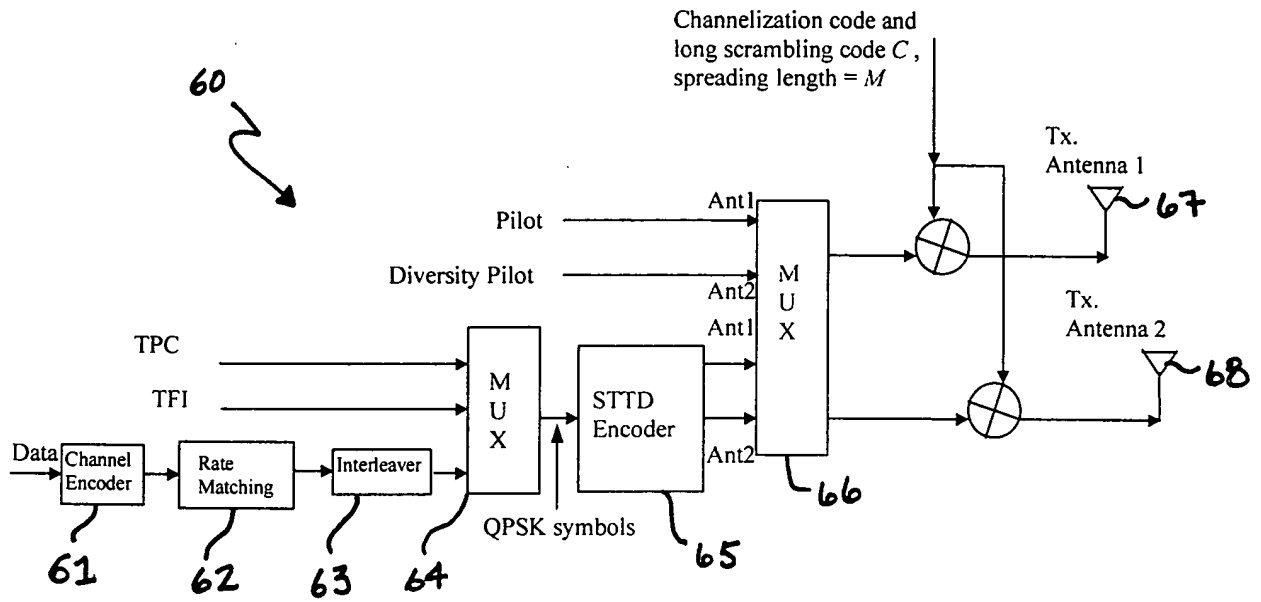 Channelization code and
long scrambling code C ,
spreading length = M
60
Tx.
Antenna 1
67
Pilot
Ant1
Diversity Pilot
Ant2
M
U
X
Tx.
Antenna 2
68
TPC
TFI
Ant1
M
U
X
STTD
Encoder
Ant2
Data
Channel
Encoder
Rate
Matching
Interleaver
QPSK symbols
66
61
62
63
64
65